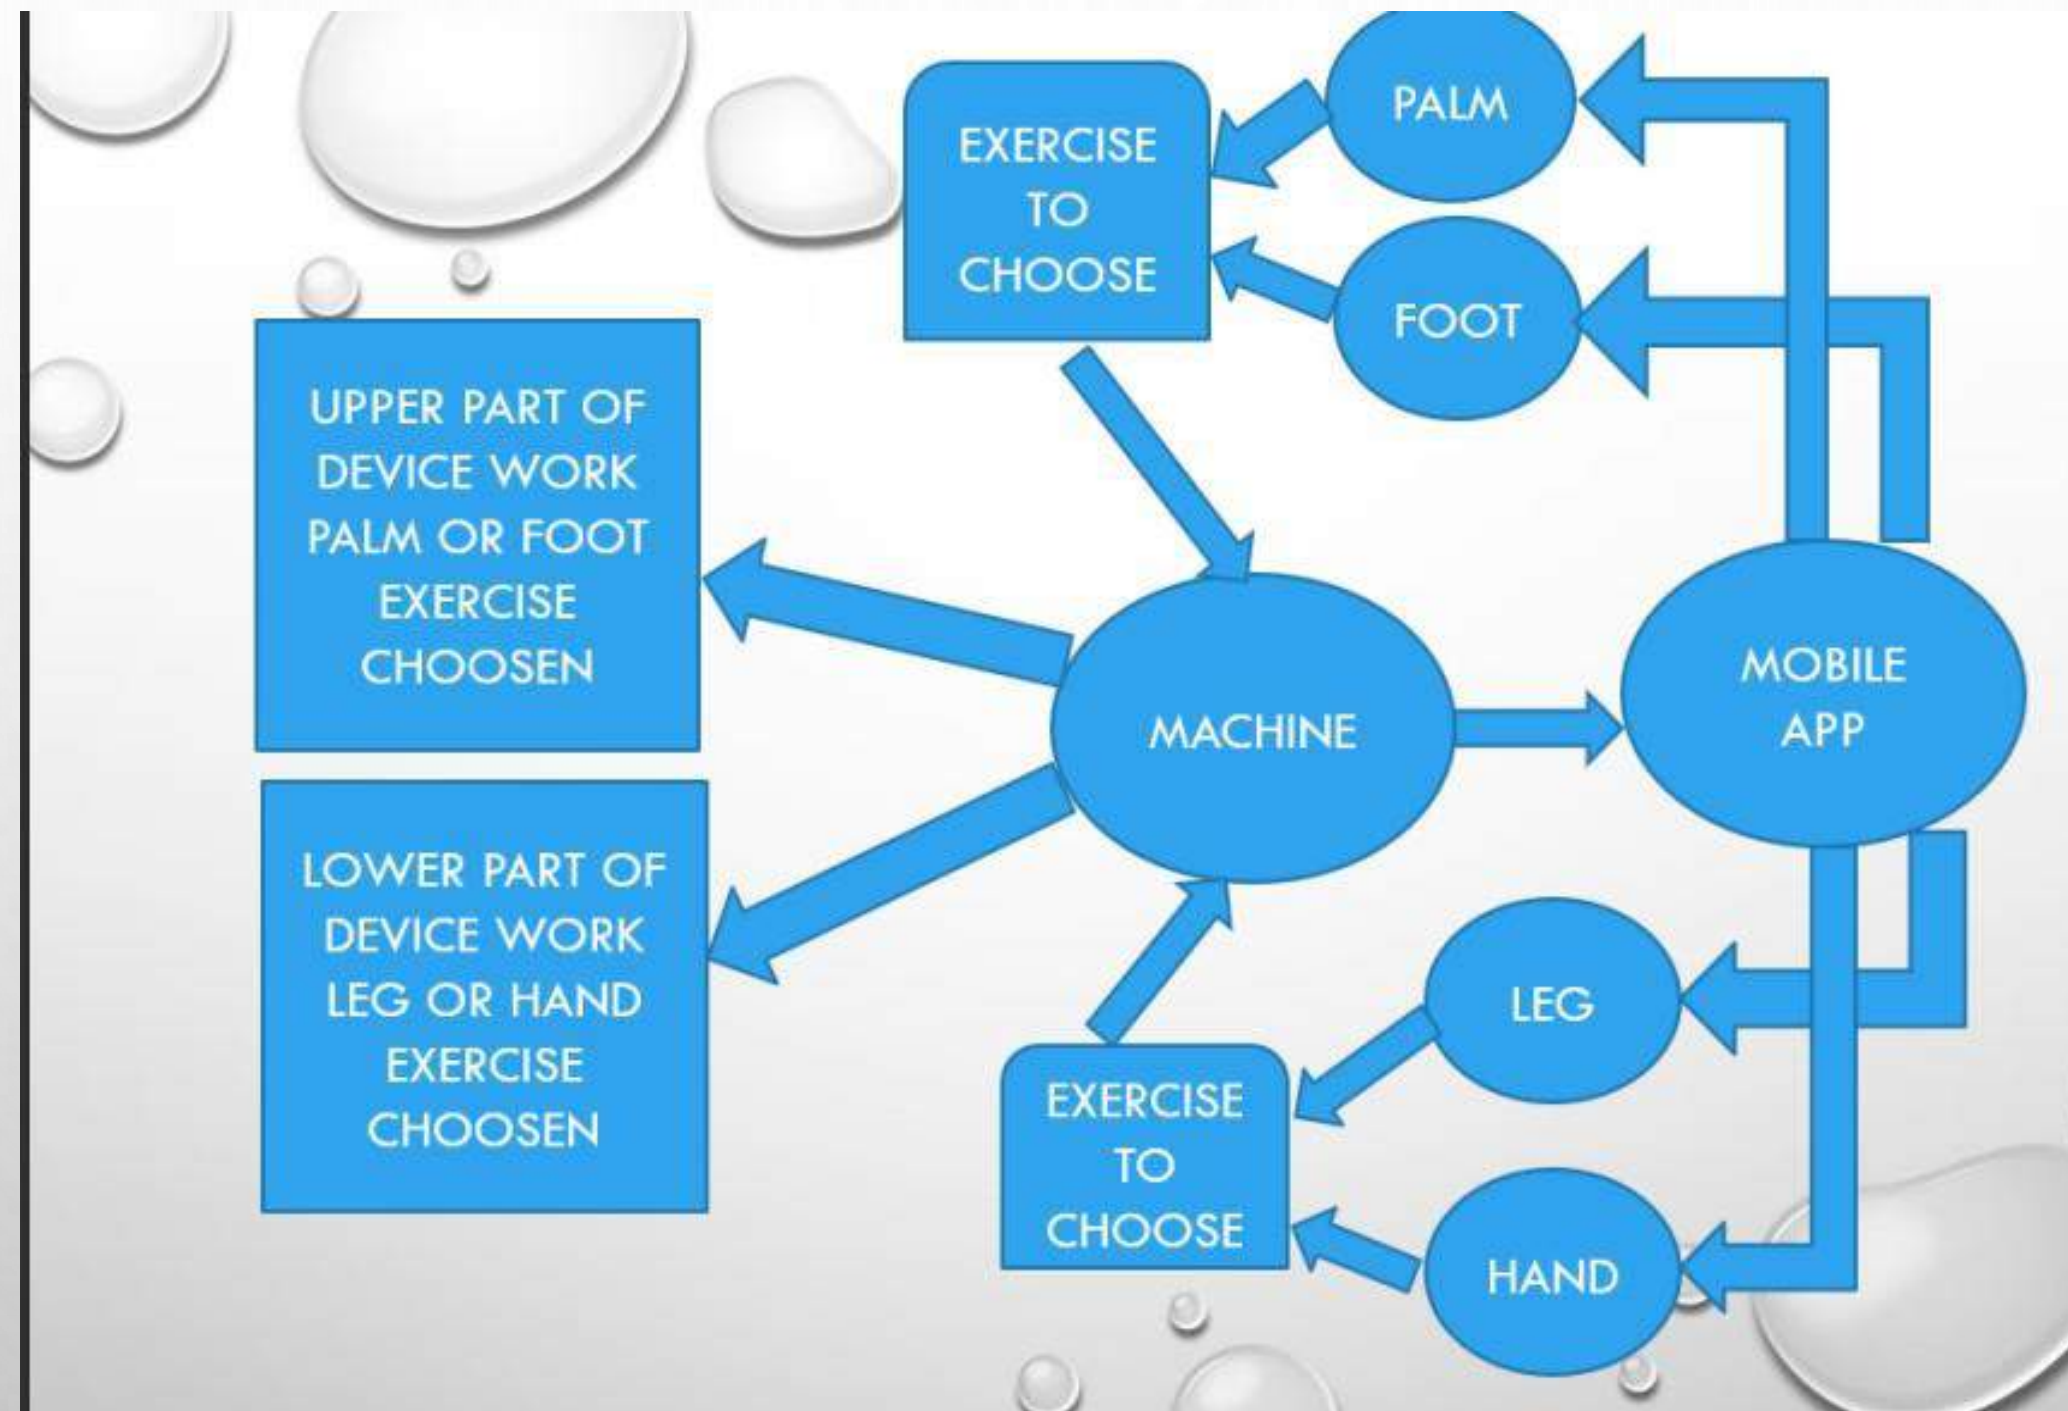 PALM
EXERCISE
TO
CHOOSE
FOOT
UPPER PART OF
DEVICE WORK
PALM OR FOOT
EXERCISE
CHOOSEN
MACHINE
MOBILE
APP
LOWER PART OF
DEVICE WORK
LEG OR HAND
EXERCISE
CHOOSEN
LEG
EXERCISE
TO
CHOOSE
HAND